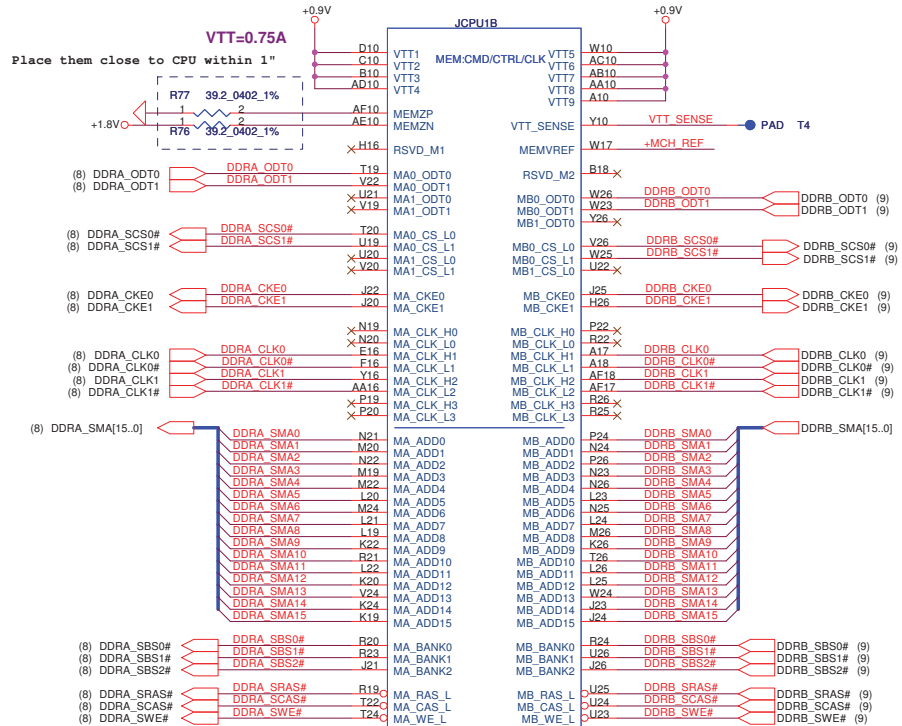 +0.9V
+0.9V
JCPU1B
VTT=0.75A
Place them close to CPU within 1"
MEM:CMD/CTRL/CLK
D10 VTT1 VTT5 W10
C10 VTT2 VTT6 AC10
B10 VTT3 VTT7 AB10
AD10 VTT4 VTT8 AA10
VTT9 A10
R77 39.2_0402_1%
1 2 AF10 MEMZP
+1.8V 1 2 AE10 MEMZN VTT_SENSE Y10 VTT_SENSE PAD T4
R76 39.2_0402_1%
H16 RSVD_M1 MEMVREF W17 +MCH_REF
(8) DDRA_ODT0 DDRA_ODT0 T19 MA0_ODT0 RSVD_M2 B18
(8) DDRA_ODT1 DDRA_ODT1 V22 MA0_ODT1
U21 MA1_ODT0 MB0_ODT0 W26 DDRB_ODT0 DDRB_ODT0 (9)
V19 MA1_ODT1 MB0_ODT1 W23 DDRB_ODT1 DDRB_ODT1 (9)
MB1_ODT0 Y26
(8) DDRA_SCS0# DDRA_SCS0# T20 MA0_CS_L0
(8) DDRA_SCS1# DDRA_SCS1# U19 MA0_CS_L1 MB0_CS_L0 V26 DDRB_SCS0# DDRB_SCS0# (9)
U20 MA1_CS_L0 MB0_CS_L1 W25 DDRB_SCS1# DDRB_SCS1# (9)
V20 MA1_CS_L1 MB1_CS_L0 U22
(8) DDRA_CKE0 DDRA_CKE0 J22 MA_CKE0 MB_CKE0 J25 DDRB_CKE0 DDRB_CKE0 (9)
(8) DDRA_CKE1 DDRA_CKE1 J20 MA_CKE1 MB_CKE1 H26 DDRB_CKE1 DDRB_CKE1 (9)
N19 MA_CLK_H0 MB_CLK_H0 P22
N20 MA_CLK_L0 MB_CLK_L0 R22
(8) DDRA_CLK0 DDRA_CLK0 E16 MA_CLK_H1 MB_CLK_H1 A17 DDRB_CLK0 DDRB_CLK0 (9)
(8) DDRA_CLK0# DDRA_CLK0# F16 MA_CLK_L1 MB_CLK_L1 A18 DDRB_CLK0# DDRB_CLK0# (9)
(8) DDRA_CLK1 DDRA_CLK1 Y16 MA_CLK_H2 MB_CLK_H2 AF18 DDRB_CLK1 DDRB_CLK1 (9)
(8) DDRA_CLK1# DDRA_CLK1# AA16 MA_CLK_L2 MB_CLK_L2 AF17 DDRB_CLK1# DDRB_CLK1# (9)
P19 MA_CLK_H3 MB_CLK_H3 R26
P20 MA_CLK_L3 MB_CLK_L3 R25
(8) DDRA_SMA[15..0] DDRB_SMA[15..0]
DDRA_SMA0 N21 MA_ADD0 MB_ADD0 P24 DDRB_SMA0
DDRA_SMA1 M20 MA_ADD1 MB_ADD1 N24 DDRB_SMA1
DDRA_SMA2 N22 MA_ADD2 MB_ADD2 P26 DDRB_SMA2
DDRA_SMA3 M19 MA_ADD3 MB_ADD3 N23 DDRB_SMA3
DDRA_SMA4 M22 MA_ADD4 MB_ADD4 N26 DDRB_SMA4
DDRA_SMA5 L20 MA_ADD5 MB_ADD5 L23 DDRB_SMA5
DDRA_SMA6 M24 MA_ADD6 MB_ADD6 N25 DDRB_SMA6
DDRA_SMA7 L21 MA_ADD7 MB_ADD7 L24 DDRB_SMA7
DDRA_SMA8 L19 MA_ADD8 MB_ADD8 M26 DDRB_SMA8
DDRA_SMA9 K22 MA_ADD9 MB_ADD9 K26 DDRB_SMA9
DDRA_SMA10 R21 MA_ADD10 MB_ADD10 T26 DDRB_SMA10
DDRA_SMA11 L22 MA_ADD11 MB_ADD11 L26 DDRB_SMA11
DDRA_SMA12 K20 MA_ADD12 MB_ADD12 L25 DDRB_SMA12
DDRA_SMA13 V24 MA_ADD13 MB_ADD13 W24 DDRB_SMA13
DDRA_SMA14 K24 MA_ADD14 MB_ADD14 J23 DDRB_SMA14
DDRA_SMA15 K19 MA_ADD15 MB_ADD15 J24 DDRB_SMA15
(8) DDRA_SBS0# DDRA_SBS0# R20 MA_BANK0 MB_BANK0 R24 DDRB_SBS0# DDRB_SBS0# (9)
(8) DDRA_SBS1# DDRA_SBS1# R23 MA_BANK1 MB_BANK1 U26 DDRB_SBS1# DDRB_SBS1# (9)
(8) DDRA_SBS2# DDRA_SBS2# J21 MA_BANK2 MB_BANK2 J26 DDRB_SBS2# DDRB_SBS2# (9)
(8) DDRA_SRAS# DDRA_SRAS# R19 MA_RAS_L MB_RAS_L U25 DDRB_SRAS# DDRB_SRAS# (9)
(8) DDRA_SCAS# DDRA_SCAS# T22 MA_CAS_L MB_CAS_L U24 DDRB_SCAS# DDRB_SCAS# (9)
(8) DDRA_SWE# DDRA_SWE# T24 MA_WE_L MB_WE_L U23 DDRB_SWE# DDRB_SWE# (9)